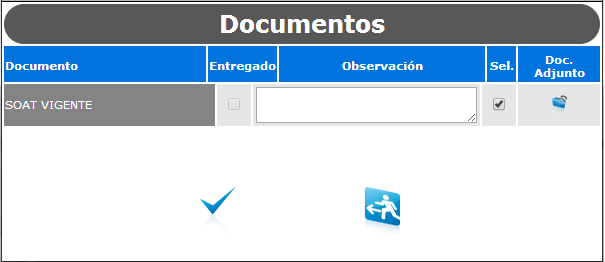 Documentos
Documento Entregado Observación Sel. Doc.
Adjunto
SOAT VIGENTE